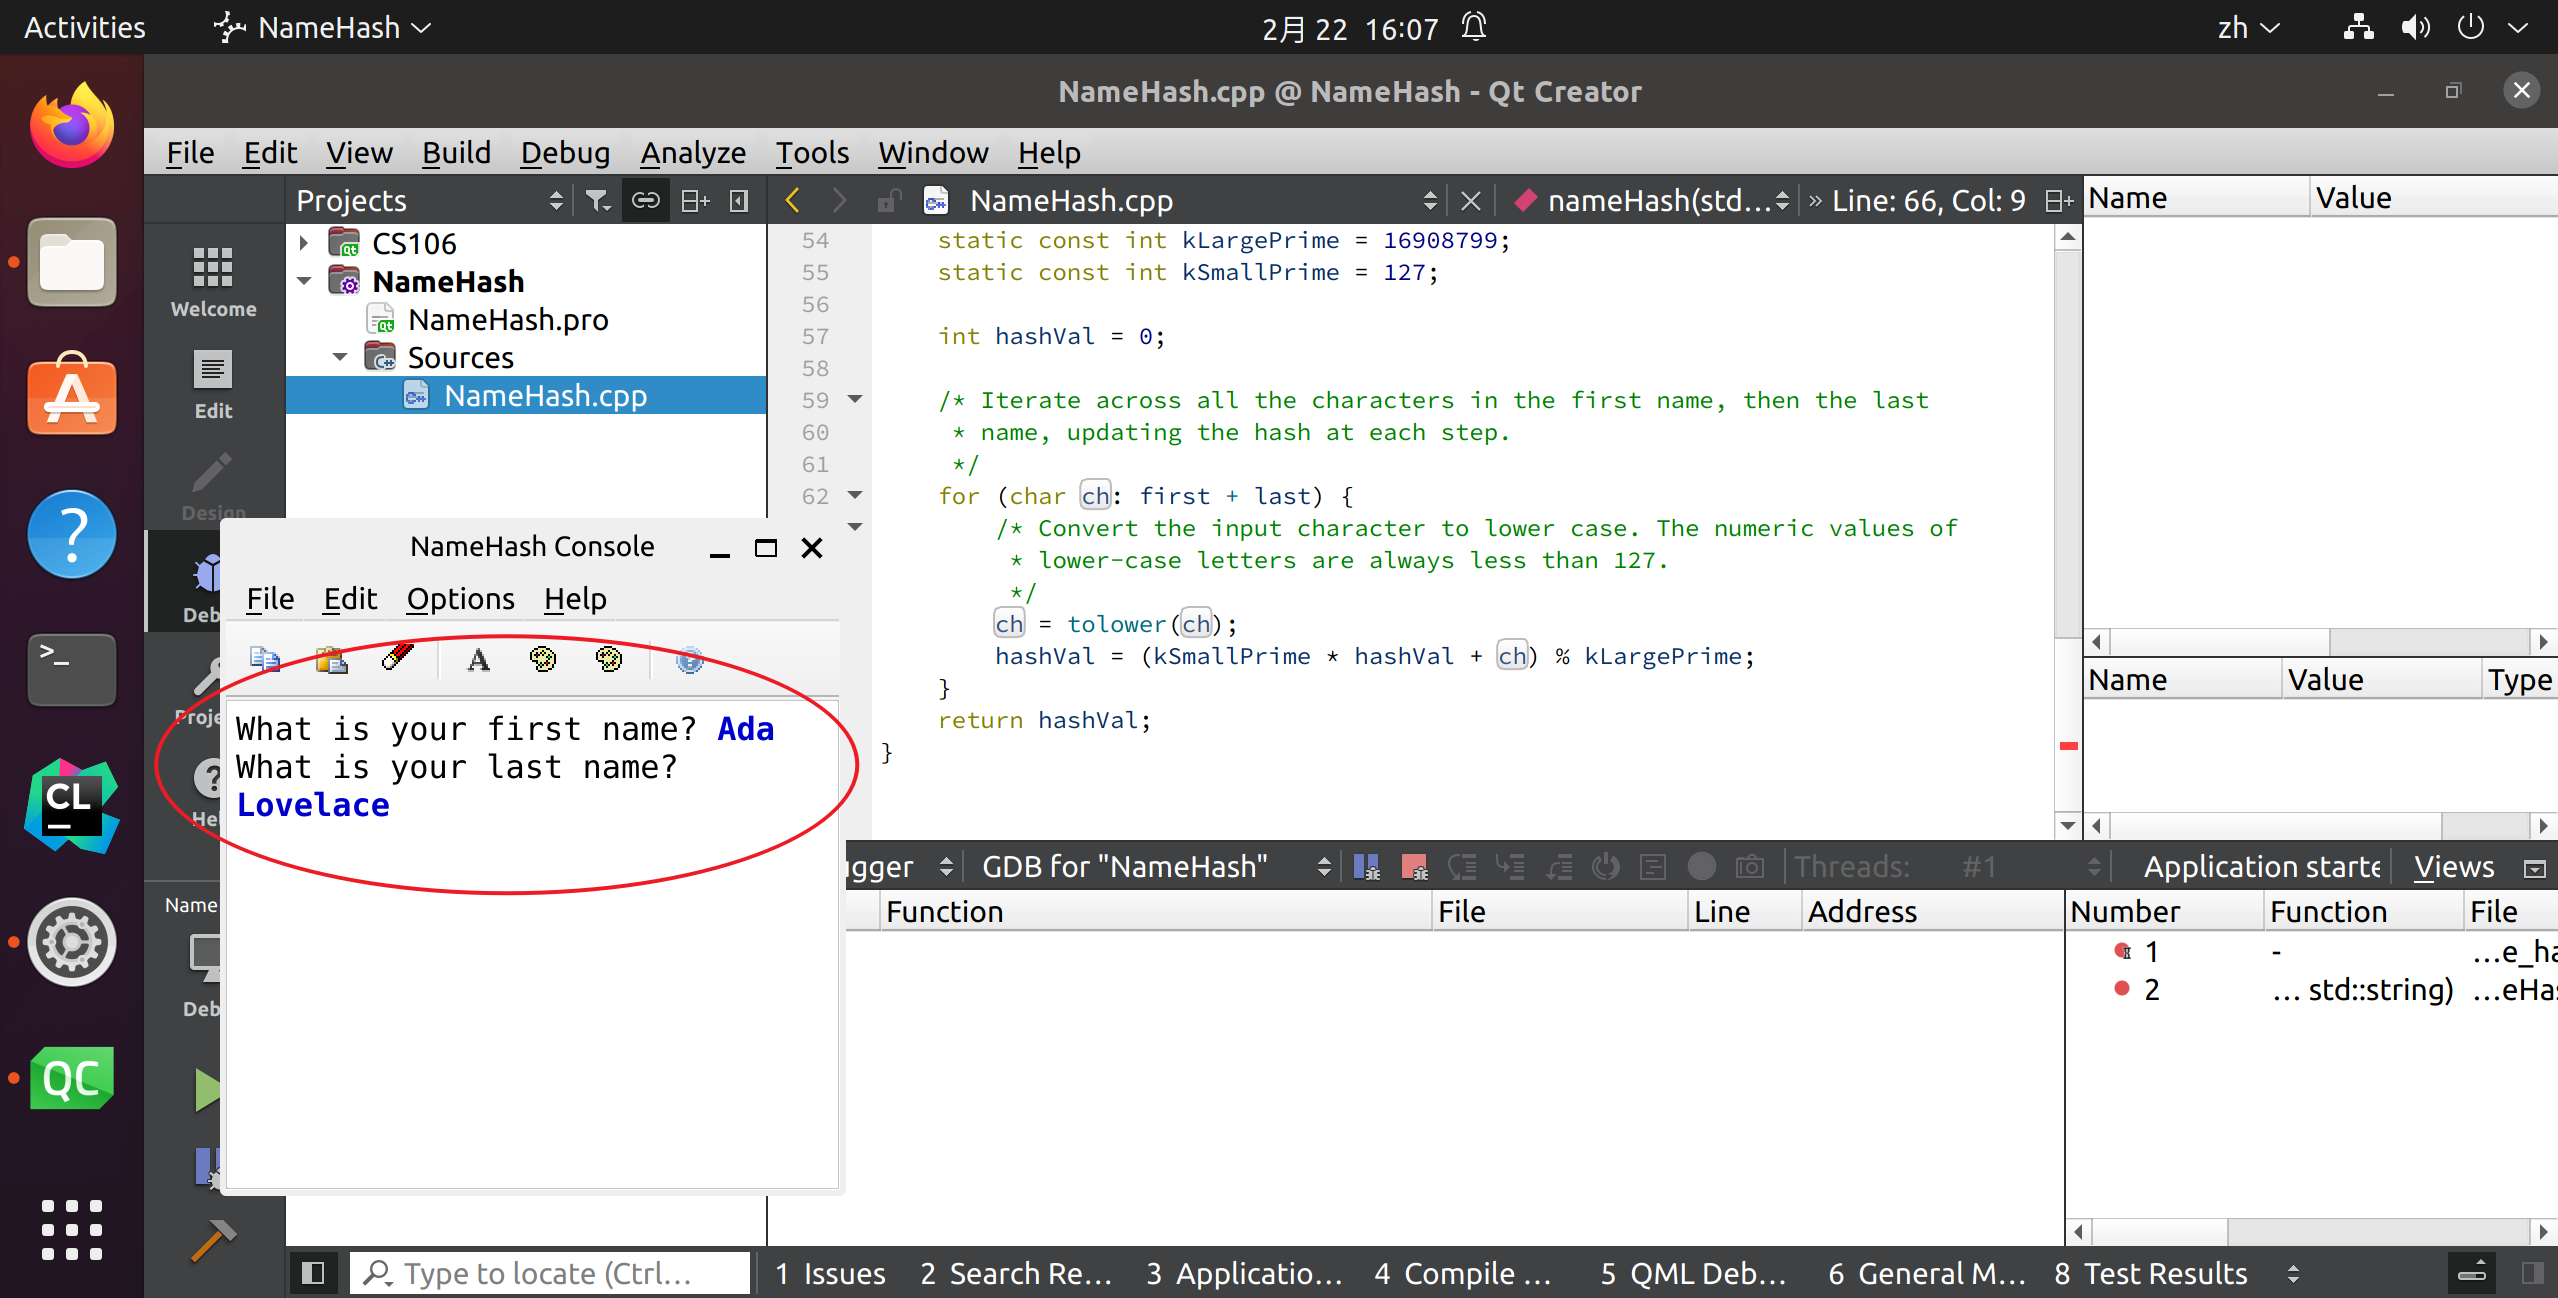 Activities NameHash 2月 22 16:07 zh
NameHash.cpp @ NameHash - Qt Creator
File Edit View Build Debug Analyze Tools Window Help
Projects NameHash.cpp nameHash(std... » Line: 66, Col: 9 Name Value
CS106
NameHash
NameHash.pro
Sources
NameHash.cpp
Welcome
Edit
Design
Deb
Proje
Hel
Name
Deb
54 static const int kLargePrime = 16908799;
55 static const int kSmallPrime = 127;
56
57 int hashVal = 0;
58
59 /* Iterate across all the characters in the first name, then the last
60 * name, updating the hash at each step.
61 */
62 for (char ch: first + last) {
/* Convert the input character to lower case. The numeric values of
* lower-case letters are always less than 127.
*/
ch = tolower(ch);
hashVal = (kSmallPrime * hashVal + ch) % kLargePrime;
}
return hashVal;
}
Name Value Type
NameHash Console
File Edit Options Help
What is your first name? Ada
What is your last name?
Lovelace
CL
QC
gger GDB for "NameHash" Threads: #1 Application starte Views
Function File Line Address Number Function File
1 - ...e_ha
2 ... std::string) ...eHas
Type to locate (Ctrl... 1 Issues 2 Search Re... 3 Applicatio... 4 Compile ... 5 QML Deb... 6 General M... 8 Test Results